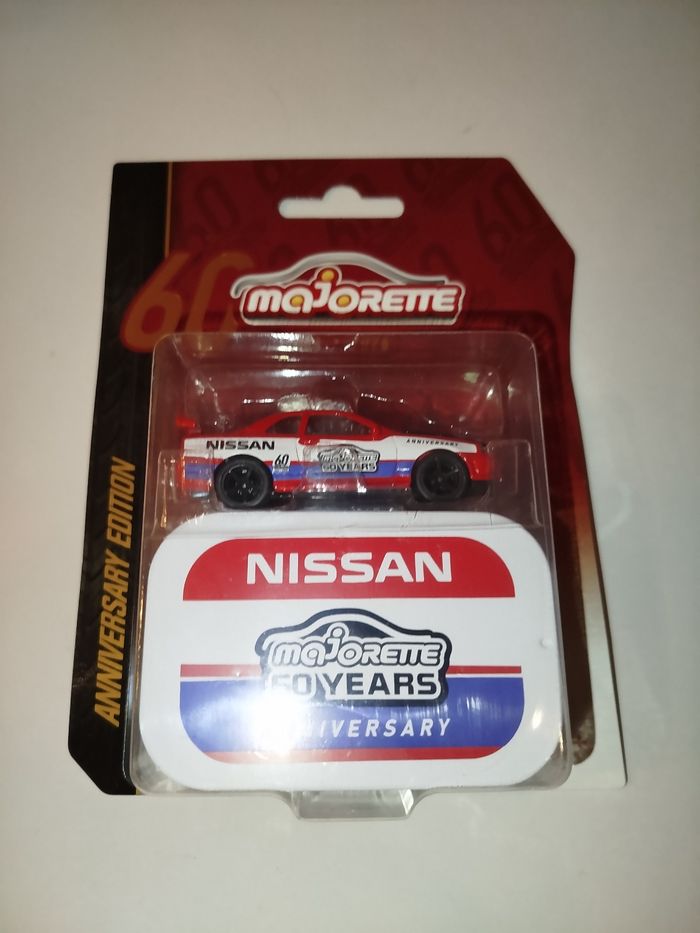 60
majorette
ANNIVERSARY EDITION
NISSAN
60
ANNIVERSARY
majorette
60 YEARS
NISSAN
majorette
60 YEARS
ANNIVERSARY